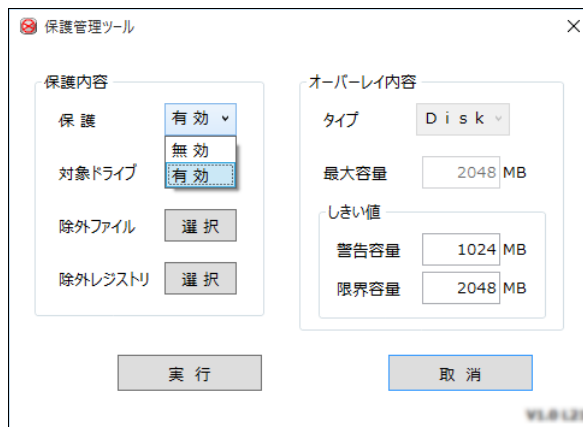 保護管理ツール
保護内容
保 護
有 効
無 効
有 効
対象ドライブ
除外ファイル
選 択
除外レジストリ
選 択
オーバーレイ内容
タイプ
Ｄｉｓｋ
最大容量
2048 MB
しきい値
警告容量
1024 MB
限界容量
2048 MB
実 行
取 消